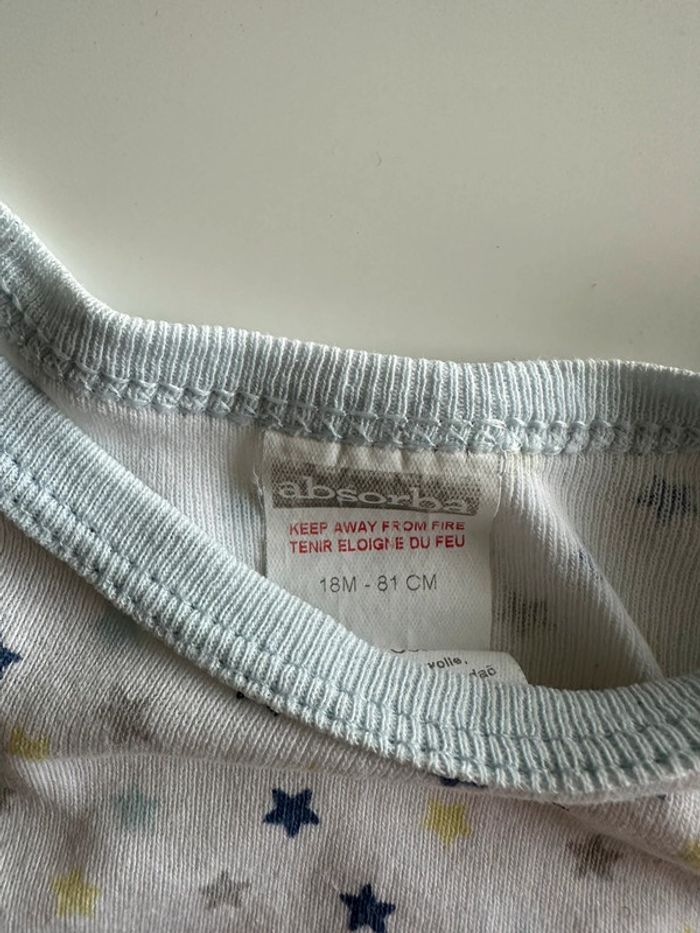 absorba
KEEP AWAY FROM FIRE
TENIR ELOIGNE DU FEU
18M - 81 CM